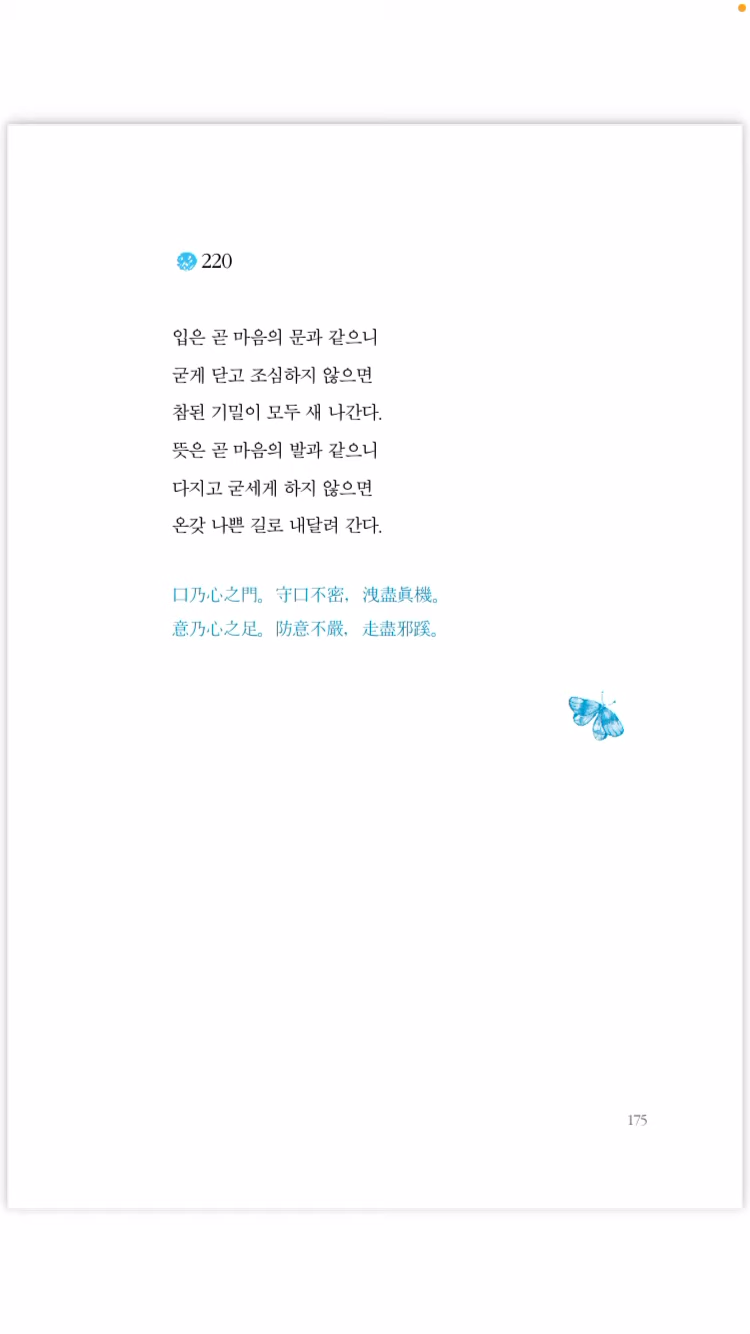 220
입은 곧 마음의 문과 같으니
굳게 닫고 조심하지 않으면
참된 기밀이 모두 새 나간다.
뜻은 곧 마음의 발과 같으니
다지고 굳세게 하지 않으면
온갖 나쁜 길로 내달려 간다.
口乃心之門。守口不密, 洩盡眞機。
意乃心之足。防意不嚴, 走盡邪蹊。
175